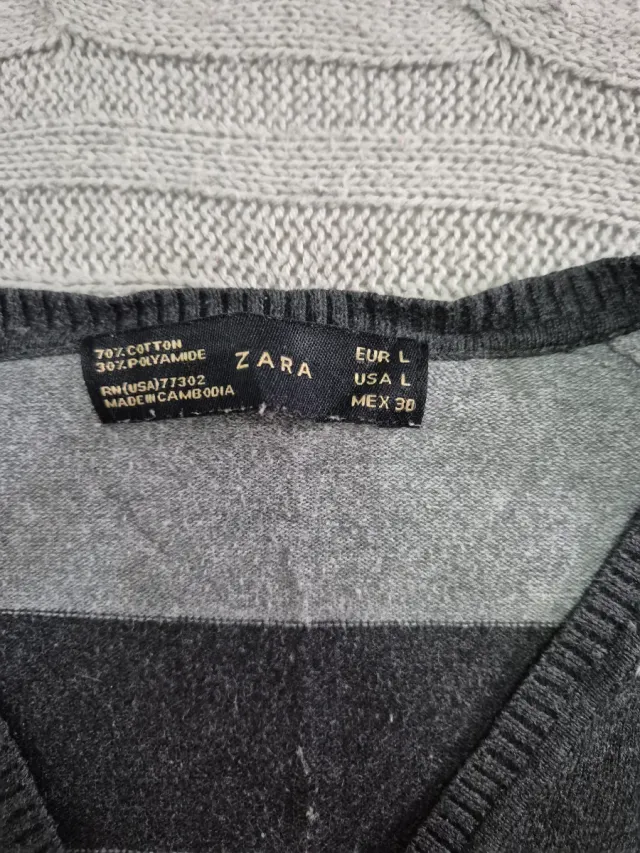 70% COTTON
30% POLYAMIDE
RN(USA)77302
MADE IN CAMBODIA
ZARA
EUR L
USA L
MEX 30